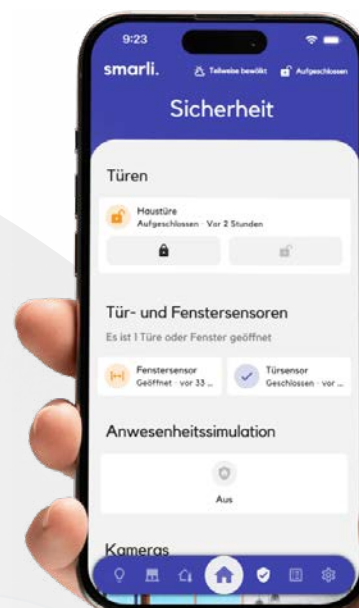 9:23
smarli.
Teilweise bewölkt
Aufgeschlossen
Sicherheit
Türen
Haustüre
Aufgeschlossen · Vor 2 Stunden
Tür- und Fenstersensoren
Es ist 1 Türe oder Fenster geöffnet
Fenstersensor
Geöffnet · vor 33 ...
Türsensor
Geschlossen · vor ...
Anwesenheitssimulation
Aus
Kameras